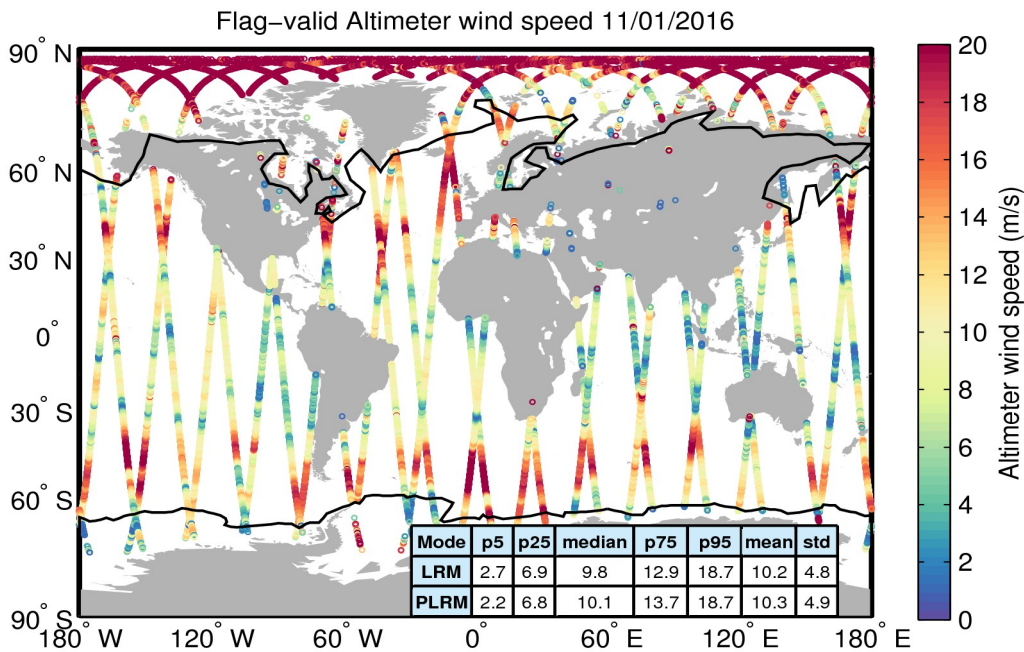 Flag−valid Altimeter wind speed 11/01/2016
90° N
60° N
30° N
0°
30° S
60° S
90° S
180° W
120° W
60° W
0°
60° E
120° E
180° E
Mode p5 p25 median p75 p95 mean std
LRM 2.7 6.9 9.8 12.9 18.7 10.2 4.8
PLRM 2.2 6.8 10.1 13.7 18.7 10.3 4.9
20
18
16
14
12
10
8
6
4
2
0
Altimeter wind speed (m/s)